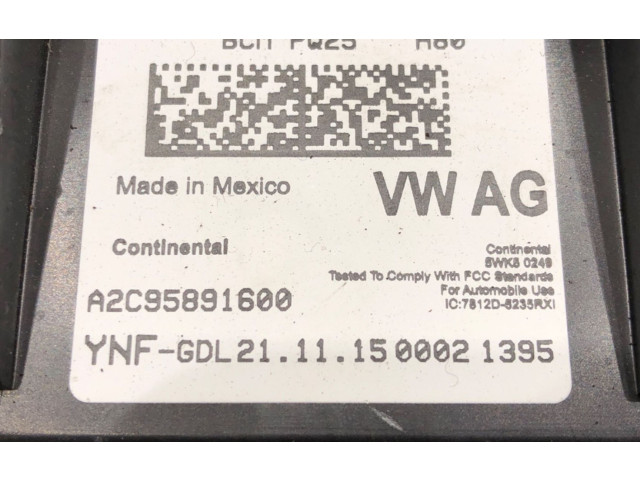 BCM PQ25 H80
Made in Mexico
VW AG
Continental
Continental
5WK5 0249
Tested To Comply With FCC Standards
For Automobile Use
IC:7812D-5235RXI
A2C95891600
YNF-GDL 21.11.15 0002 1395